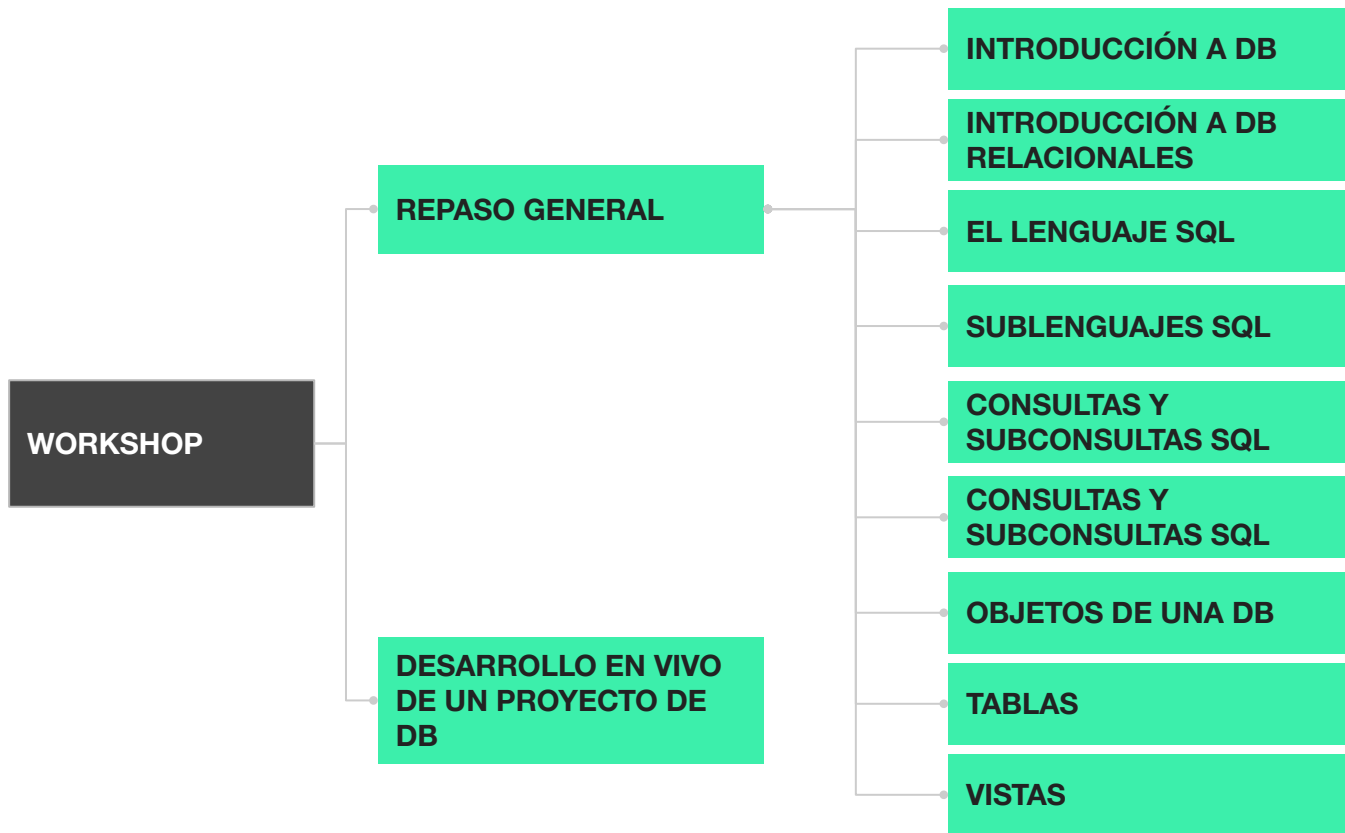 WORKSHOP
REPASO GENERAL
DESARROLLO EN VIVO
DE UN PROYECTO DE
DB
INTRODUCCIÓN A DB
INTRODUCCIÓN A DB
RELACIONALES
EL LENGUAJE SQL
SUBLENGUAJES SQL
CONSULTAS Y
SUBCONSULTAS SQL
CONSULTAS Y
SUBCONSULTAS SQL
OBJETOS DE UNA DB
TABLAS
VISTAS